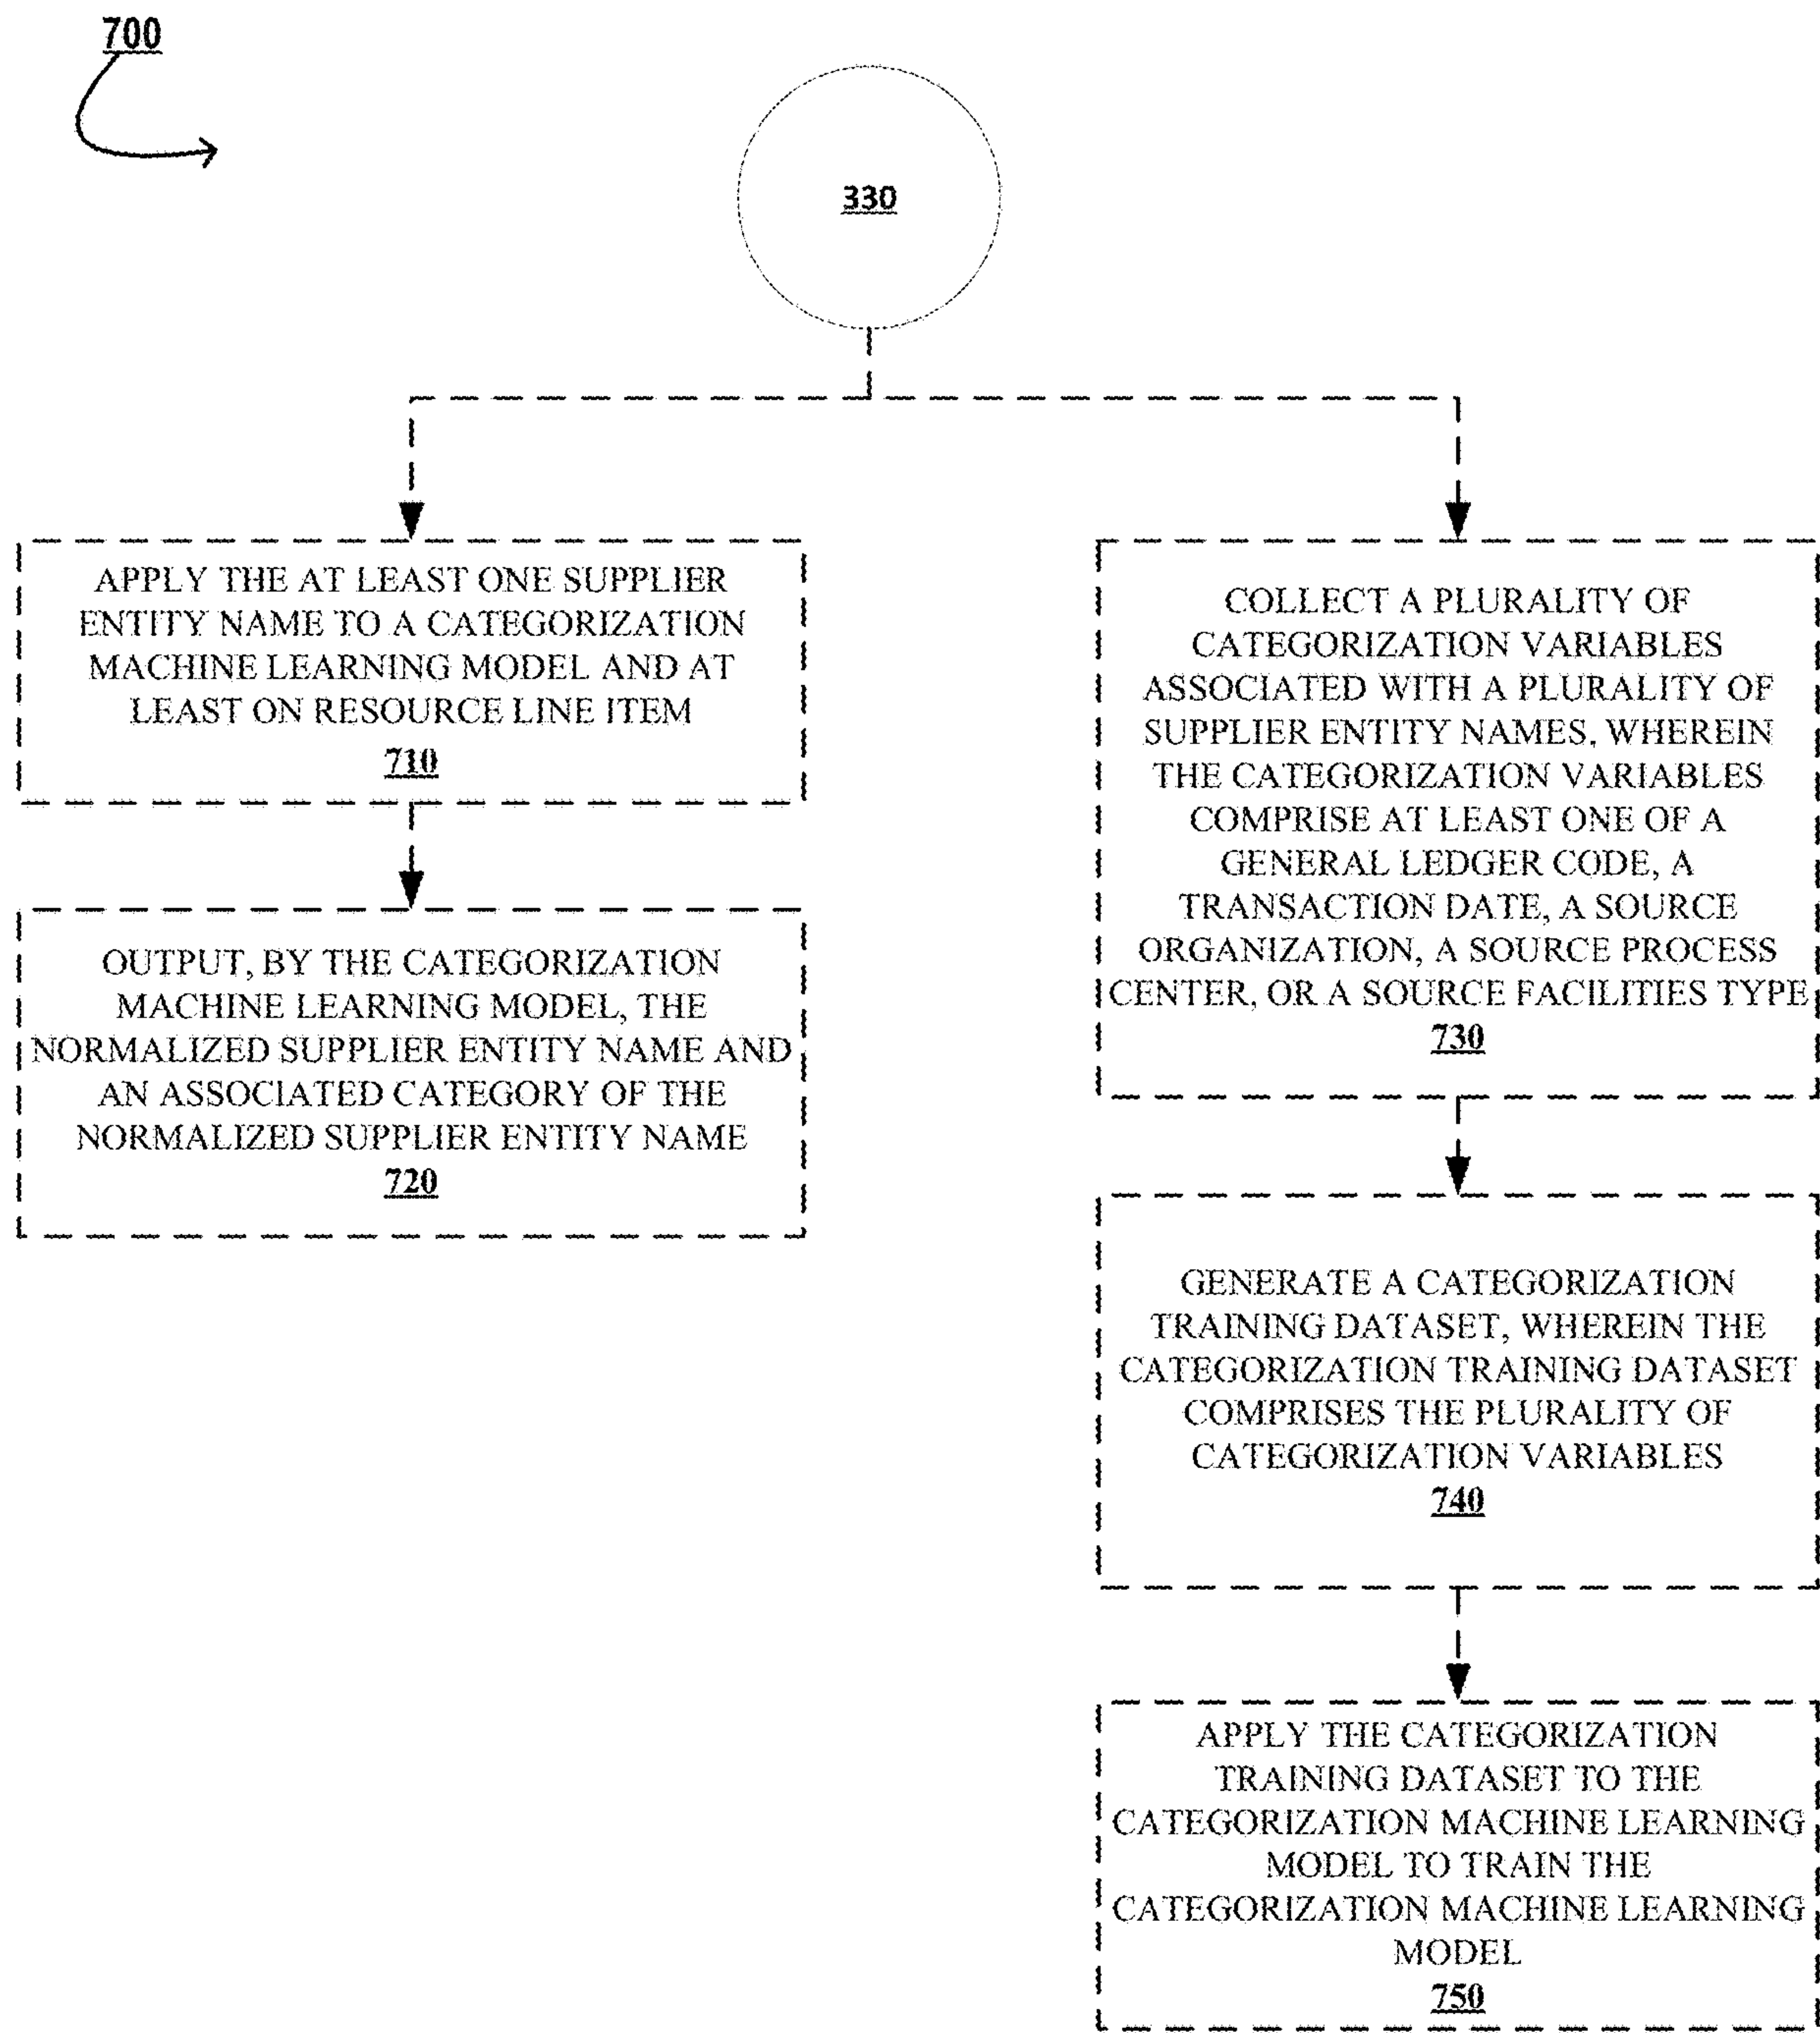 700
330
APPLY THE AT LEAST ONE SUPPLIER
ENTITY NAME TO A CATEGORIZATION
MACHINE LEARNING MODEL AND AT
LEAST ON RESOURCE LINE ITEM
710
OUTPUT, BY THE CATEGORIZATION
MACHINE LEARNING MODEL, THE
NORMALIZED SUPPLIER ENTITY NAME AND
AN ASSOCIATED CATEGORY OF THE
NORMALIZED SUPPLIER ENTITY NAME
720
COLLECT A PLURALITY OF
CATEGORIZATION VARIABLES
ASSOCIATED WITH A PLURALITY OF
SUPPLIER ENTITY NAMES, WHEREIN
THE CATEGORIZATION VARIABLES
COMPRISE AT LEAST ONE OF A
GENERAL LEDGER CODE, A
TRANSACTION DATE, A SOURCE
ORGANIZATION, A SOURCE PROCESS
CENTER, OR A SOURCE FACILITIES TYPE
730
GENERATE A CATEGORIZATION
TRAINING DATASET, WHEREIN THE
CATEGORIZATION TRAINING DATASET
COMPRISES THE PLURALITY OF
CATEGORIZATION VARIABLES
740
APPLY THE CATEGORIZATION
TRAINING DATASET TO THE
CATEGORIZATION MACHINE LEARNING
MODEL TO TRAIN THE
CATEGORIZATION MACHINE LEARNING
MODEL
750